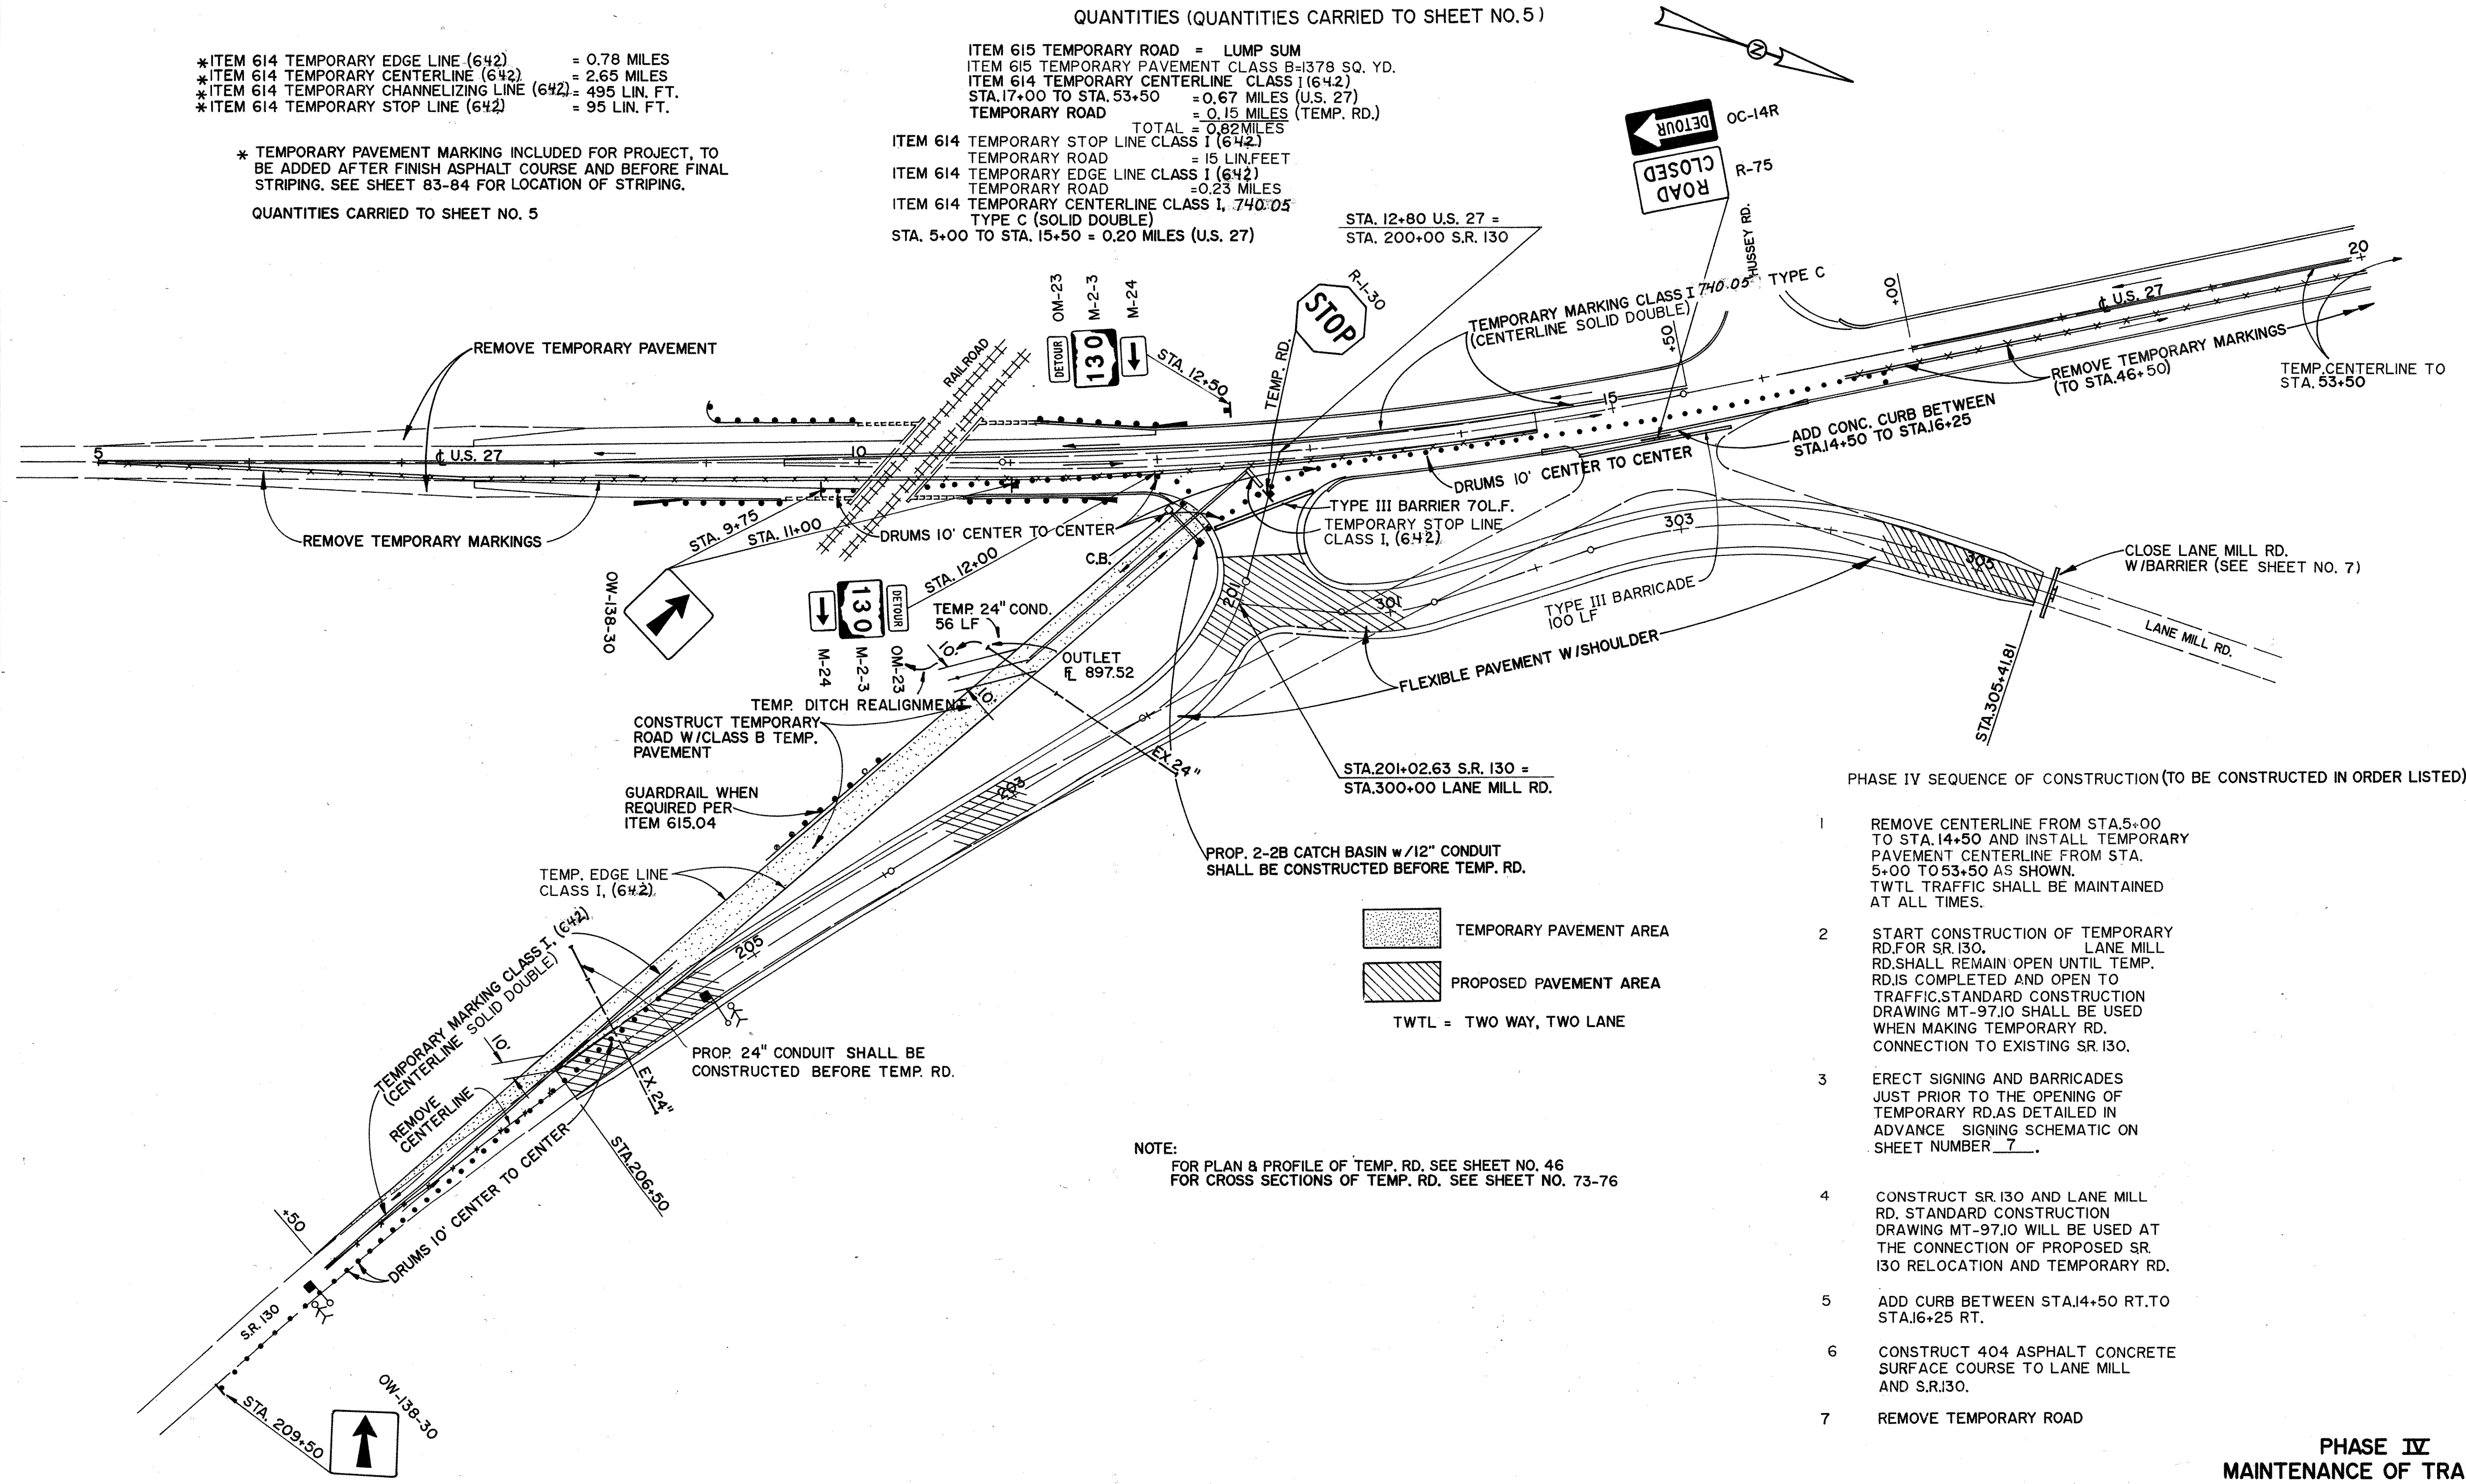 QUANTITIES (QUANTITIES CARRIED TO SHEET NO. 5)
*ITEM 614 TEMPORARY EDGE LINE (642) = 0.78 MILES
*ITEM 614 TEMPORARY CENTERLINE (642) = 2.65 MILES
*ITEM 614 TEMPORARY CHANNELIZING LINE (642) = 495 LIN. FT.
*ITEM 614 TEMPORARY STOP LINE (642) = 95 LIN. FT.
* TEMPORARY PAVEMENT MARKING INCLUDED FOR PROJECT, TO
BE ADDED AFTER FINISH ASPHALT COURSE AND BEFORE FINAL
STRIPING. SEE SHEET 83-84 FOR LOCATION OF STRIPING.
QUANTITIES CARRIED TO SHEET NO. 5
ITEM 615 TEMPORARY ROAD = LUMP SUM
ITEM 615 TEMPORARY PAVEMENT CLASS B=1378 SQ. YD.
ITEM 614 TEMPORARY CENTERLINE CLASS I (642)
STA. 17+00 TO STA. 53+50 =0.67 MILES (U.S. 27)
TEMPORARY ROAD = 0.15 MILES (TEMP. RD.)
TOTAL = 0.82MILES
ITEM 614 TEMPORARY STOP LINE CLASS I (642)
TEMPORARY ROAD = 15 LIN.FEET
ITEM 614 TEMPORARY EDGE LINE CLASS I (642)
TEMPORARY ROAD =0.23 MILES
ITEM 614 TEMPORARY CENTERLINE CLASS I, 740.05
TYPE C (SOLID DOUBLE)
STA. 5+00 TO STA. 15+50 = 0.20 MILES (U.S. 27)
N
DETOUR
OC-14R
ROAD
CLOSED
R-75
HUSSEY RD.
STA. 12+80 U.S. 27 =
STA. 200+00 S.R. 130
STOP
R-1-30
TEMP. RD.
TEMPORARY MARKING CLASS I 740.05 TYPE C
(CENTERLINE SOLID DOUBLE)
+50
+00
20
℄ U.S. 27
15
REMOVE TEMPORARY MARKINGS
(TO STA.46+50)
TEMP.CENTERLINE TO
STA. 53+50
ADD CONC. CURB BETWEEN
STA.14+50 TO STA.16+25
DRUMS 10' CENTER TO CENTER
OM-23
M-2-3
M-24
DETOUR
130
STA. 12+50
RAILROAD
REMOVE TEMPORARY PAVEMENT
5
℄ U.S. 27
10
REMOVE TEMPORARY MARKINGS
STA. 9+75
STA. 11+00
DRUMS 10' CENTER TO CENTER
STA. 12+00
OW-138-30
130
DETOUR
M-24
M-2-3
OM-23
C.B.
TYPE III BARRIER 70L.F.
TEMPORARY STOP LINE
CLASS I, (642)
303
301
201
305
TYPE III BARRICADE
100 LF
FLEXIBLE PAVEMENT W/SHOULDER
CLOSE LANE MILL RD.
W/BARRIER (SEE SHEET NO. 7)
LANE MILL RD.
STA.305+41.81
TEMP. 24" COND.
56 LF
10'
OUTLET
FL 897.52
10'
TEMP. DITCH REALIGNMENT
CONSTRUCT TEMPORARY
ROAD W/CLASS B TEMP.
PAVEMENT
GUARDRAIL WHEN
REQUIRED PER
ITEM 615.04
EX.24"
203
STA.201+02.63 S.R. 130 =
STA.300+00 LANE MILL RD.
PROP. 2-2B CATCH BASIN w/12" CONDUIT
SHALL BE CONSTRUCTED BEFORE TEMP. RD.
TEMP. EDGE LINE
CLASS I, (642)
205
TEMPORARY MARKING CLASS I, (642)
(CENTERLINE SOLID DOUBLE)
10'
REMOVE
CENTERLINE
PROP. 24" CONDUIT SHALL BE
CONSTRUCTED BEFORE TEMP. RD.
EX.24"
STA.206+50
DRUMS 10' CENTER TO CENTER
+50
S.R. 130
STA. 209+50
OW-138-30
TEMPORARY PAVEMENT AREA
PROPOSED PAVEMENT AREA
TWTL = TWO WAY, TWO LANE
NOTE:
FOR PLAN & PROFILE OF TEMP. RD. SEE SHEET NO. 46
FOR CROSS SECTIONS OF TEMP. RD. SEE SHEET NO. 73-76
PHASE IV SEQUENCE OF CONSTRUCTION (TO BE CONSTRUCTED IN ORDER LISTED)
1 REMOVE CENTERLINE FROM STA.5+00
TO STA. 14+50 AND INSTALL TEMPORARY
PAVEMENT CENTERLINE FROM STA.
5+00 TO 53+50 AS SHOWN.
TWTL TRAFFIC SHALL BE MAINTAINED
AT ALL TIMES.
2 START CONSTRUCTION OF TEMPORARY
RD.FOR SR.130. LANE MILL
RD.SHALL REMAIN OPEN UNTIL TEMP.
RD.IS COMPLETED AND OPEN TO
TRAFFIC.STANDARD CONSTRUCTION
DRAWING MT-97.10 SHALL BE USED
WHEN MAKING TEMPORARY RD.
CONNECTION TO EXISTING S.R. 130.
3 ERECT SIGNING AND BARRICADES
JUST PRIOR TO THE OPENING OF
TEMPORARY RD.AS DETAILED IN
ADVANCE SIGNING SCHEMATIC ON
SHEET NUMBER 7 .
4 CONSTRUCT S.R. 130 AND LANE MILL
RD. STANDARD CONSTRUCTION
DRAWING MT-97.10 WILL BE USED AT
THE CONNECTION OF PROPOSED S.R.
130 RELOCATION AND TEMPORARY RD.
5 ADD CURB BETWEEN STA.14+50 RT.TO
STA.16+25 RT.
6 CONSTRUCT 404 ASPHALT CONCRETE
SURFACE COURSE TO LANE MILL
AND S.R.130.
7 REMOVE TEMPORARY ROAD
PHASE IV
MAINTENANCE OF TRA